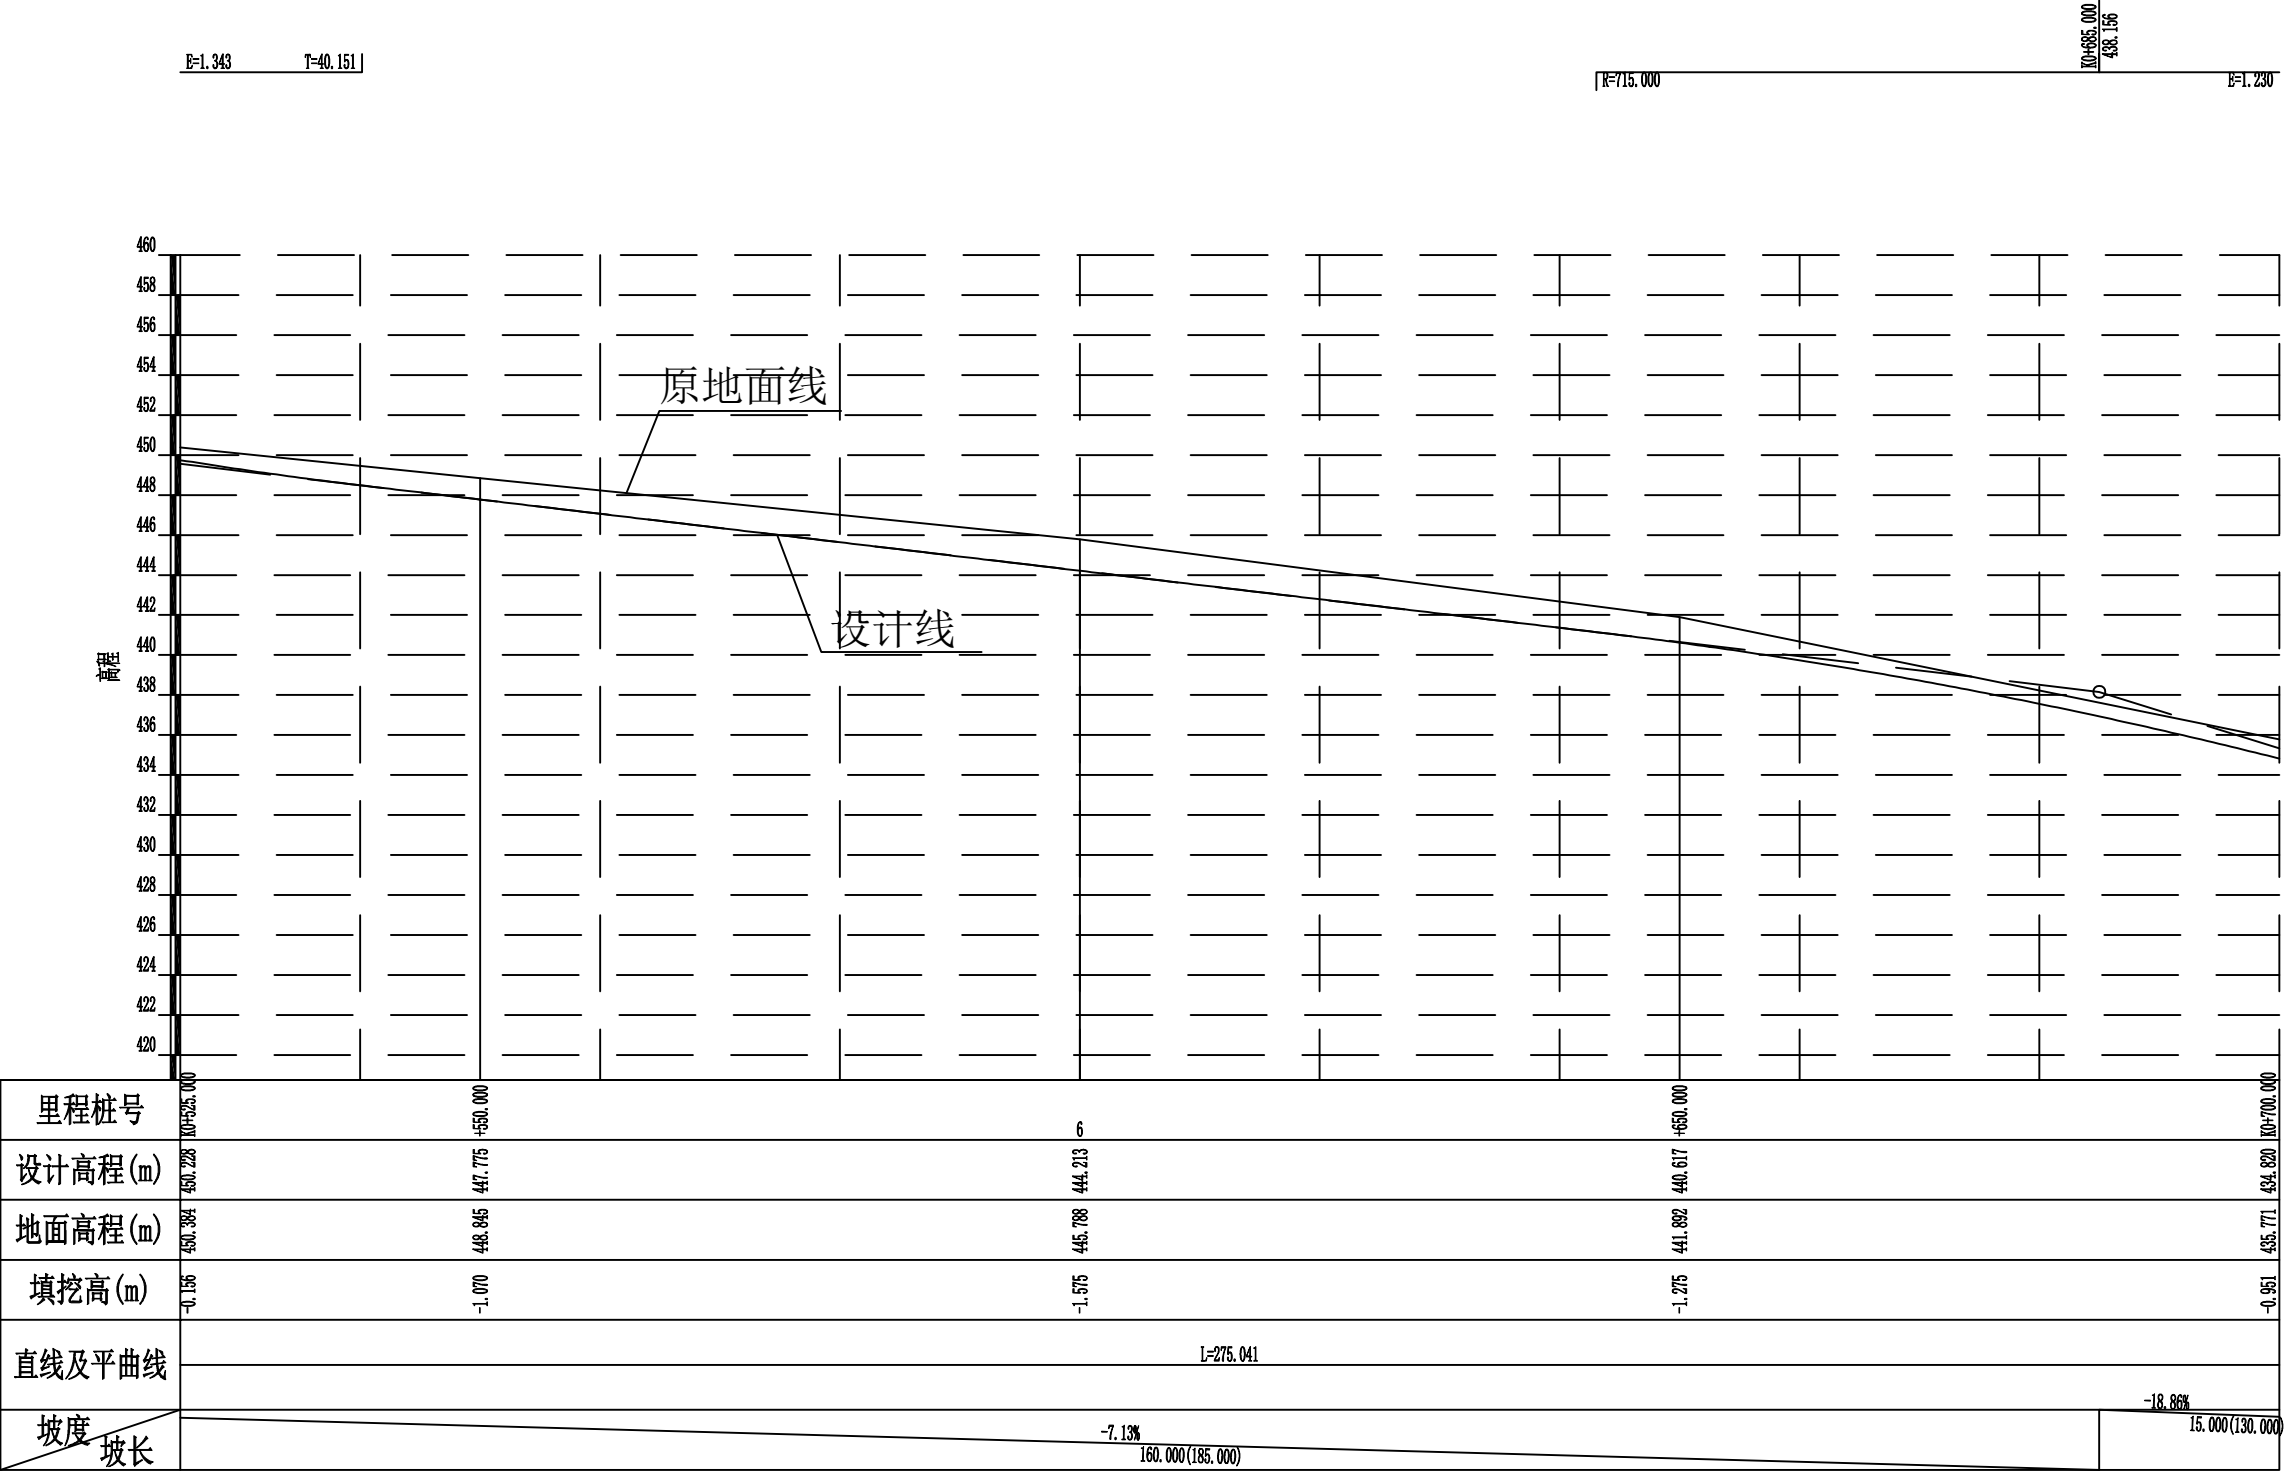 K0+685.000
438.156
E=1.343 T=40.151
R=715.000 E=1.230
460
458
456
454
452
450
448
446
444
442
440
438
436
434
432
430
428
426
424
422
420
高程
原地面线
设计线
里程桩号 K0+525.000 +550.000 6 +650.000 K0+700.000
设计高程(m) 450.228 447.775 444.213 440.617 434.820
地面高程(m) 450.384 448.845 445.788 441.892 435.771
填挖高(m) -0.156 -1.070 -1.575 -1.275 -0.951
直线及平曲线 L=275.041
坡度 -7.13% -18.86%
坡长 160.000(185.000) 15.000(130.000)